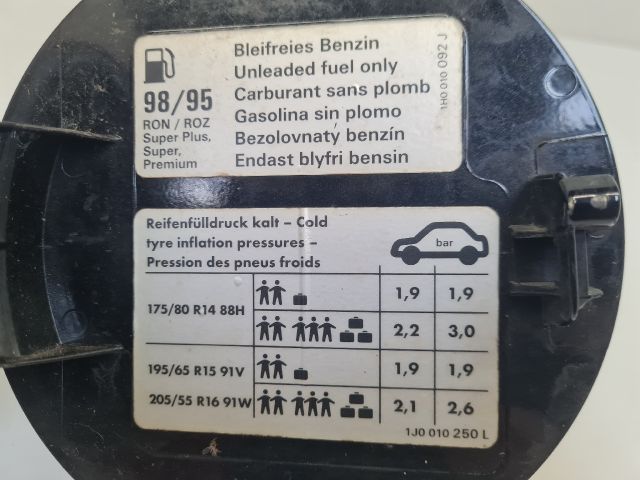 98/95
RON / ROZ
Super Plus,
Super,
Premium
Bleifreies Benzin
Unleaded fuel only
Carburant sans plomb
Gasolina sin plomo
Bezolovnatý benzín
Endast blyfri bensin
1H0 010 092 J
Reifenfülldruck kalt – Cold
tyre inflation pressures –
Pression des pneus froids
bar
175/80 R14 88H
1,9 1,9
2,2 3,0
195/65 R15 91V
1,9 1,9
205/55 R16 91W
2,1 2,6
1J0 010 250 L